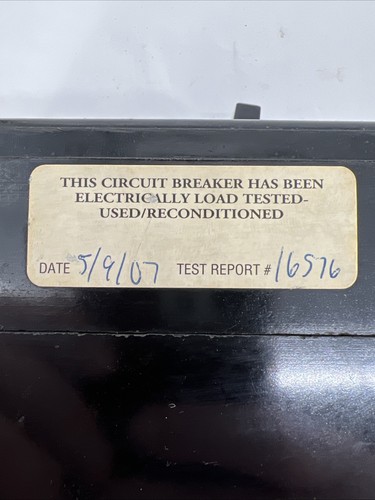 THIS CIRCUIT BREAKER HAS BEEN
ELECTRICALLY LOAD TESTED-
USED/RECONDITIONED
DATE 5/9/07 TEST REPORT # 16576